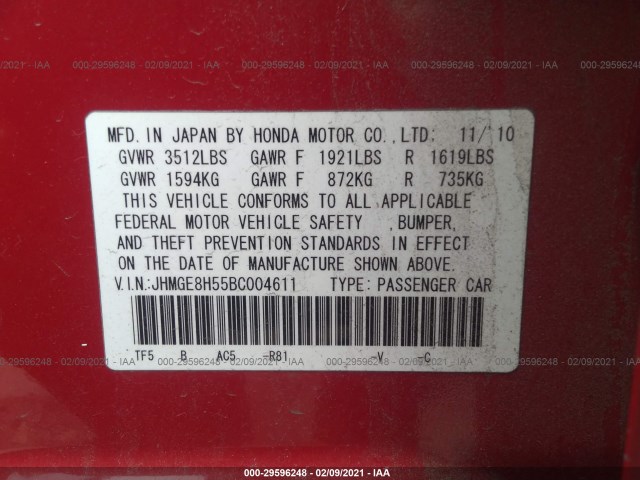 000-29596248 - 02/09/2021 - IAA
000-29596248 - 02/09/2021 - IAA
000-29596248 - 02/09/2021 - IAA
MFD. IN JAPAN BY HONDA MOTOR CO.,LTD: 11/ 10
GVWR 3512LBS GAWR F 1921LBS R 1619LBS
GVWR 1594KG GAWR F 872KG R 735KG
THIS VEHICLE CONFORMS TO ALL APPLICABLE
FEDERAL MOTOR VEHICLE SAFETY ,BUMPER,
AND THEFT PREVENTION STANDARDS IN EFFECT
ON THE DATE OF MANUFACTURE SHOWN ABOVE.
V.I.N.:JHMGE8H55BC004611 TYPE: PASSENGER CAR
TF5 B AC5 -R81 -V -C
000-29596248 - 02/09/2021 - IAA
000-29596248 - 02/09/2021 - IAA
000-29596248 - 02/09/2021 - IAA
000-29596248 - 02/09/2021 - IAA